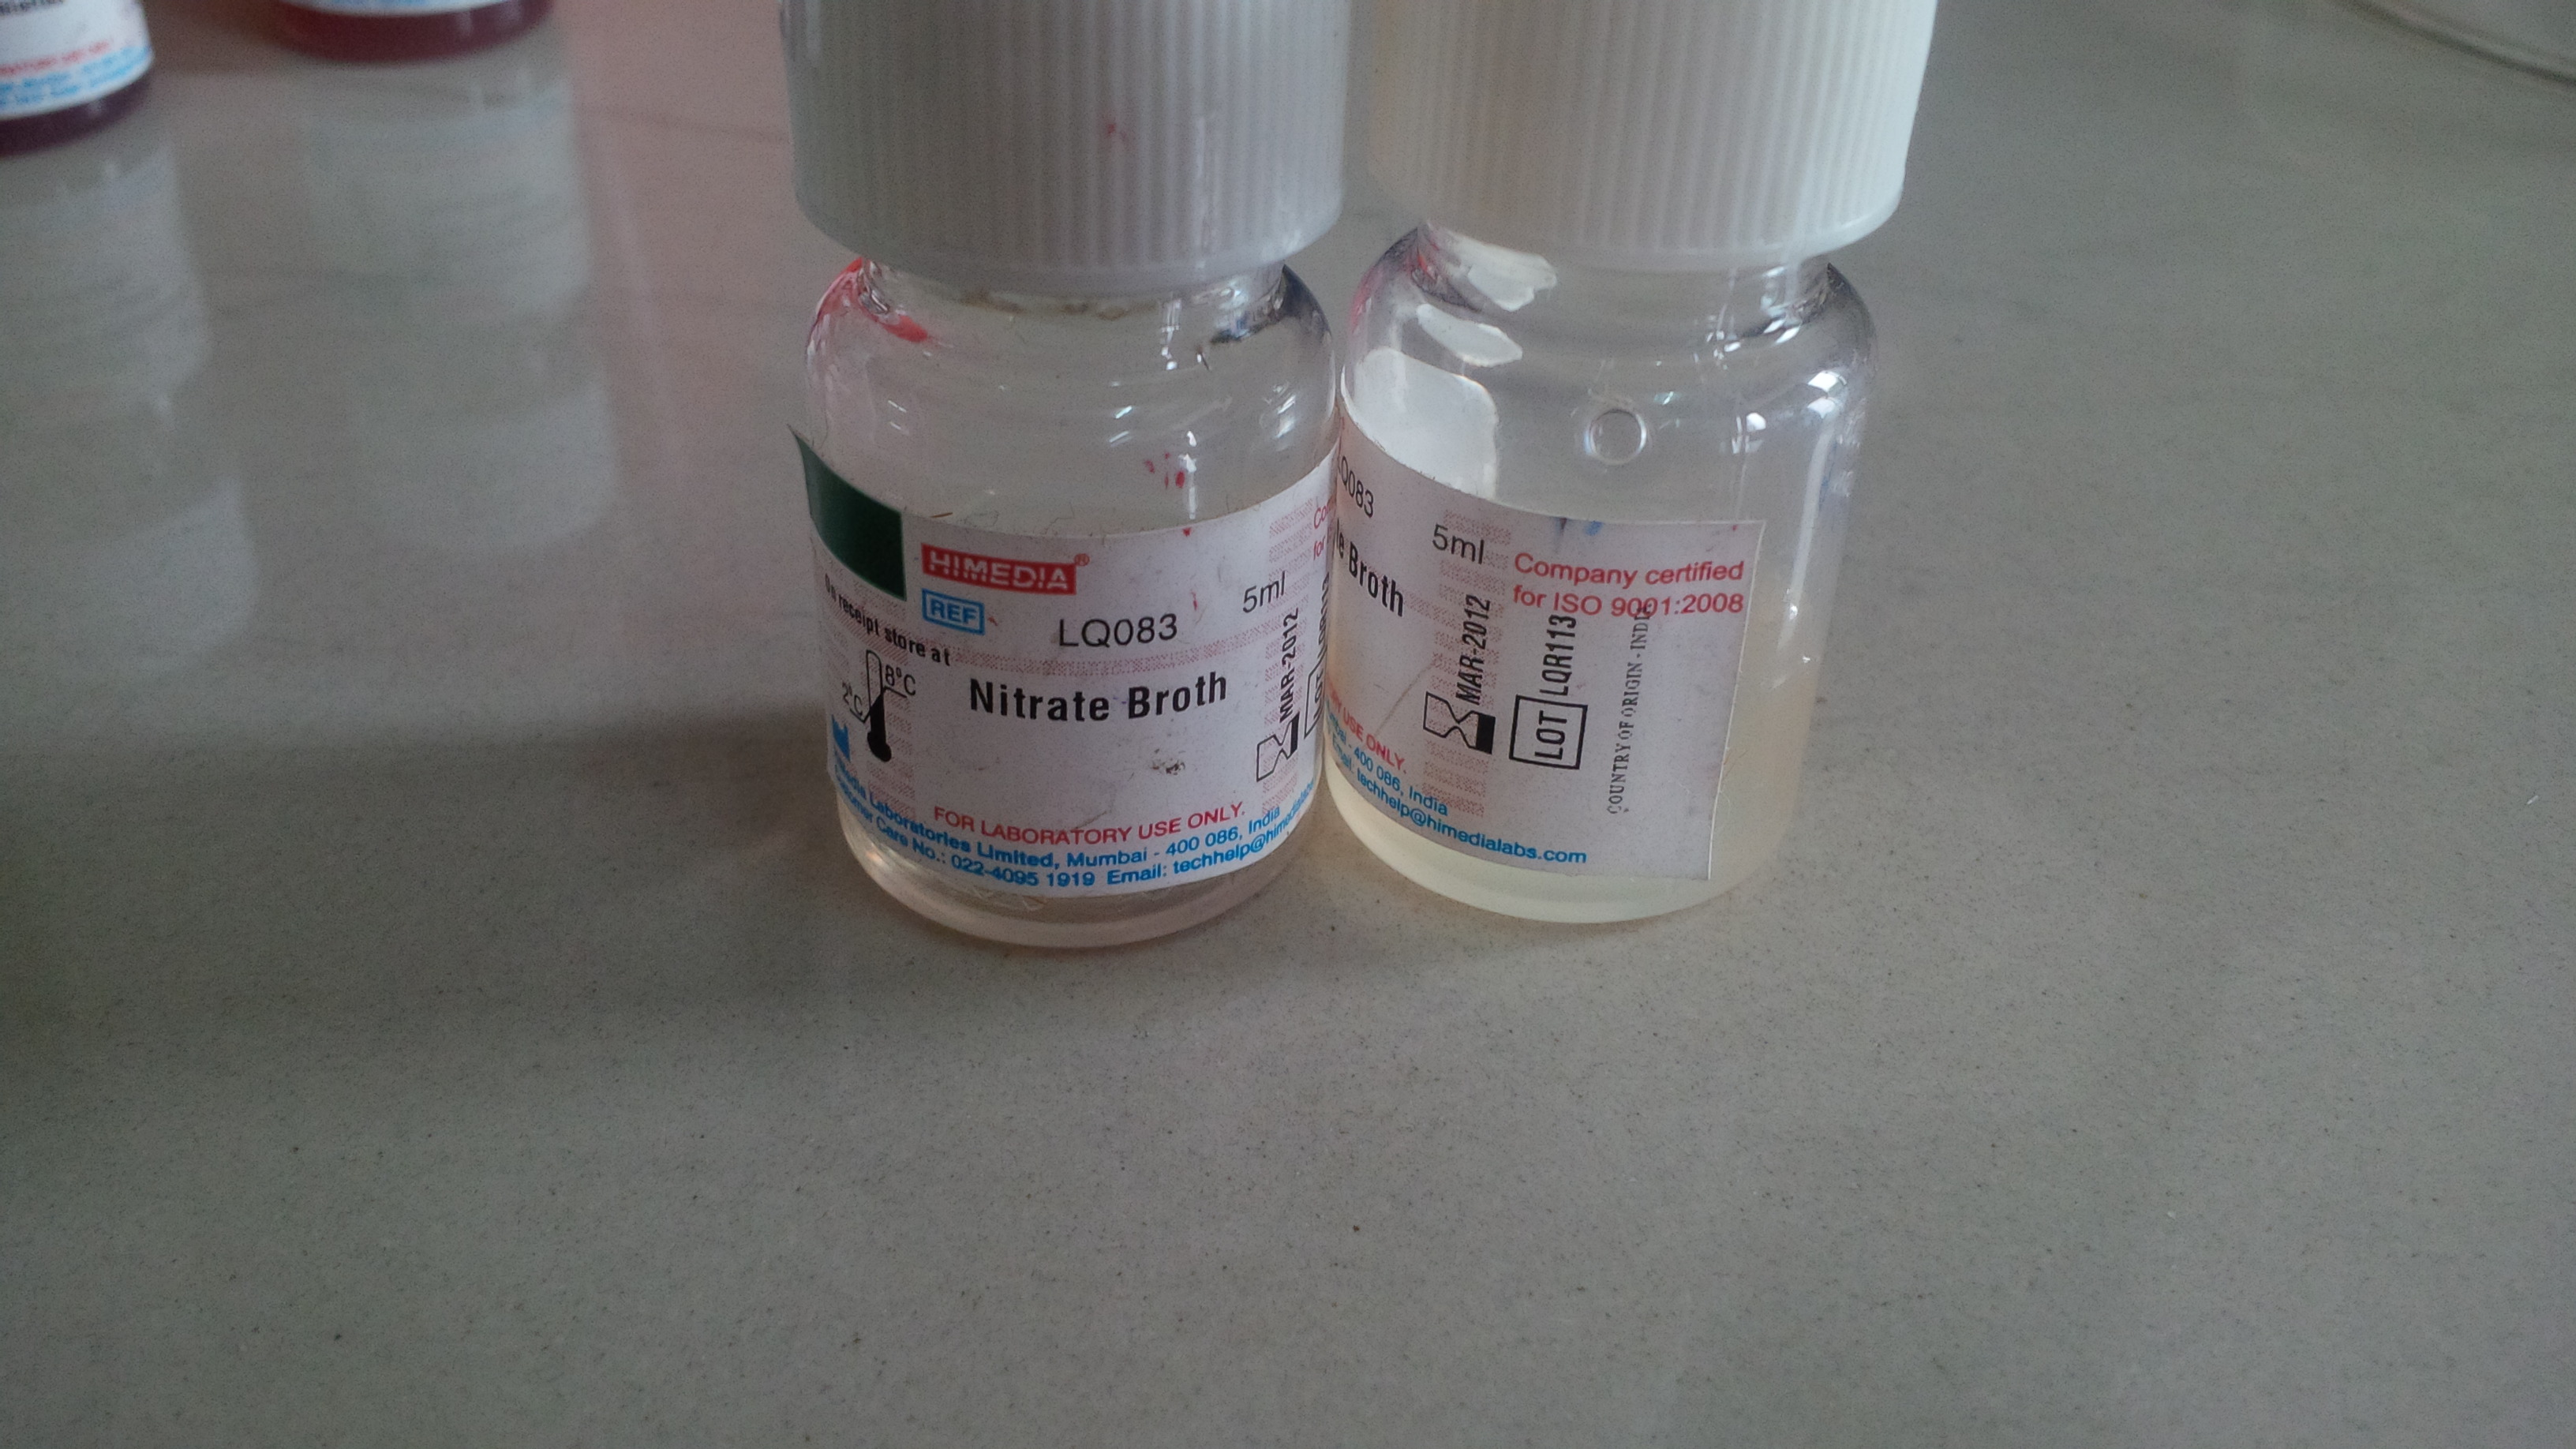 HIMEDIA®
REF
LQ083
5ml
On receipt store at
8°C
2°C
Nitrate Broth
MAR-2012
FOR LABORATORY USE ONLY.
Laboratories Limited, Mumbai - 400 086, India
Customer Care No.: 022-4095 1919 Email: techhelp@
LQ083
5ml
Broth
Company certified
for ISO 9001:2008
MAR-2012
LOT LQR113
COUNTRY OF ORIGIN - INDIA
USE ONLY.
400 086, India
techhelp@himedialabs.com